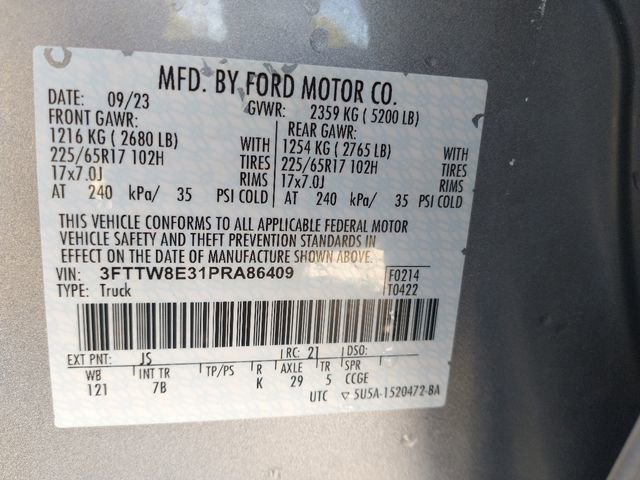 MFD. BY FORD MOTOR CO.
DATE: 09/23 GVWR: 2359 KG ( 5200 LB)
FRONT GAWR: REAR GAWR:
1216 KG ( 2680 LB) WITH 1254 KG ( 2765 LB) WITH
225/65R17 102H TIRES 225/65R17 102H TIRES
17x7.0J RIMS 17x7.0J RIMS
AT 240 kPa/ 35 PSI COLD AT 240 kPa/ 35 PSI COLD
THIS VEHICLE CONFORMS TO ALL APPLICABLE FEDERAL MOTOR
VEHICLE SAFETY AND THEFT PREVENTION STANDARDS IN
EFFECT ON THE DATE OF MANUFACTURE SHOWN ABOVE.
VIN: 3FTTW8E31PRA86409 F0214
TYPE: Truck T0422
EXT PNT: JS RC: 21 DSO:
WB INT TR TP/PS R AXLE TR SPR
121 7B K 29 5 CCGE
UTC ▽ 5U5A-1520472-BA